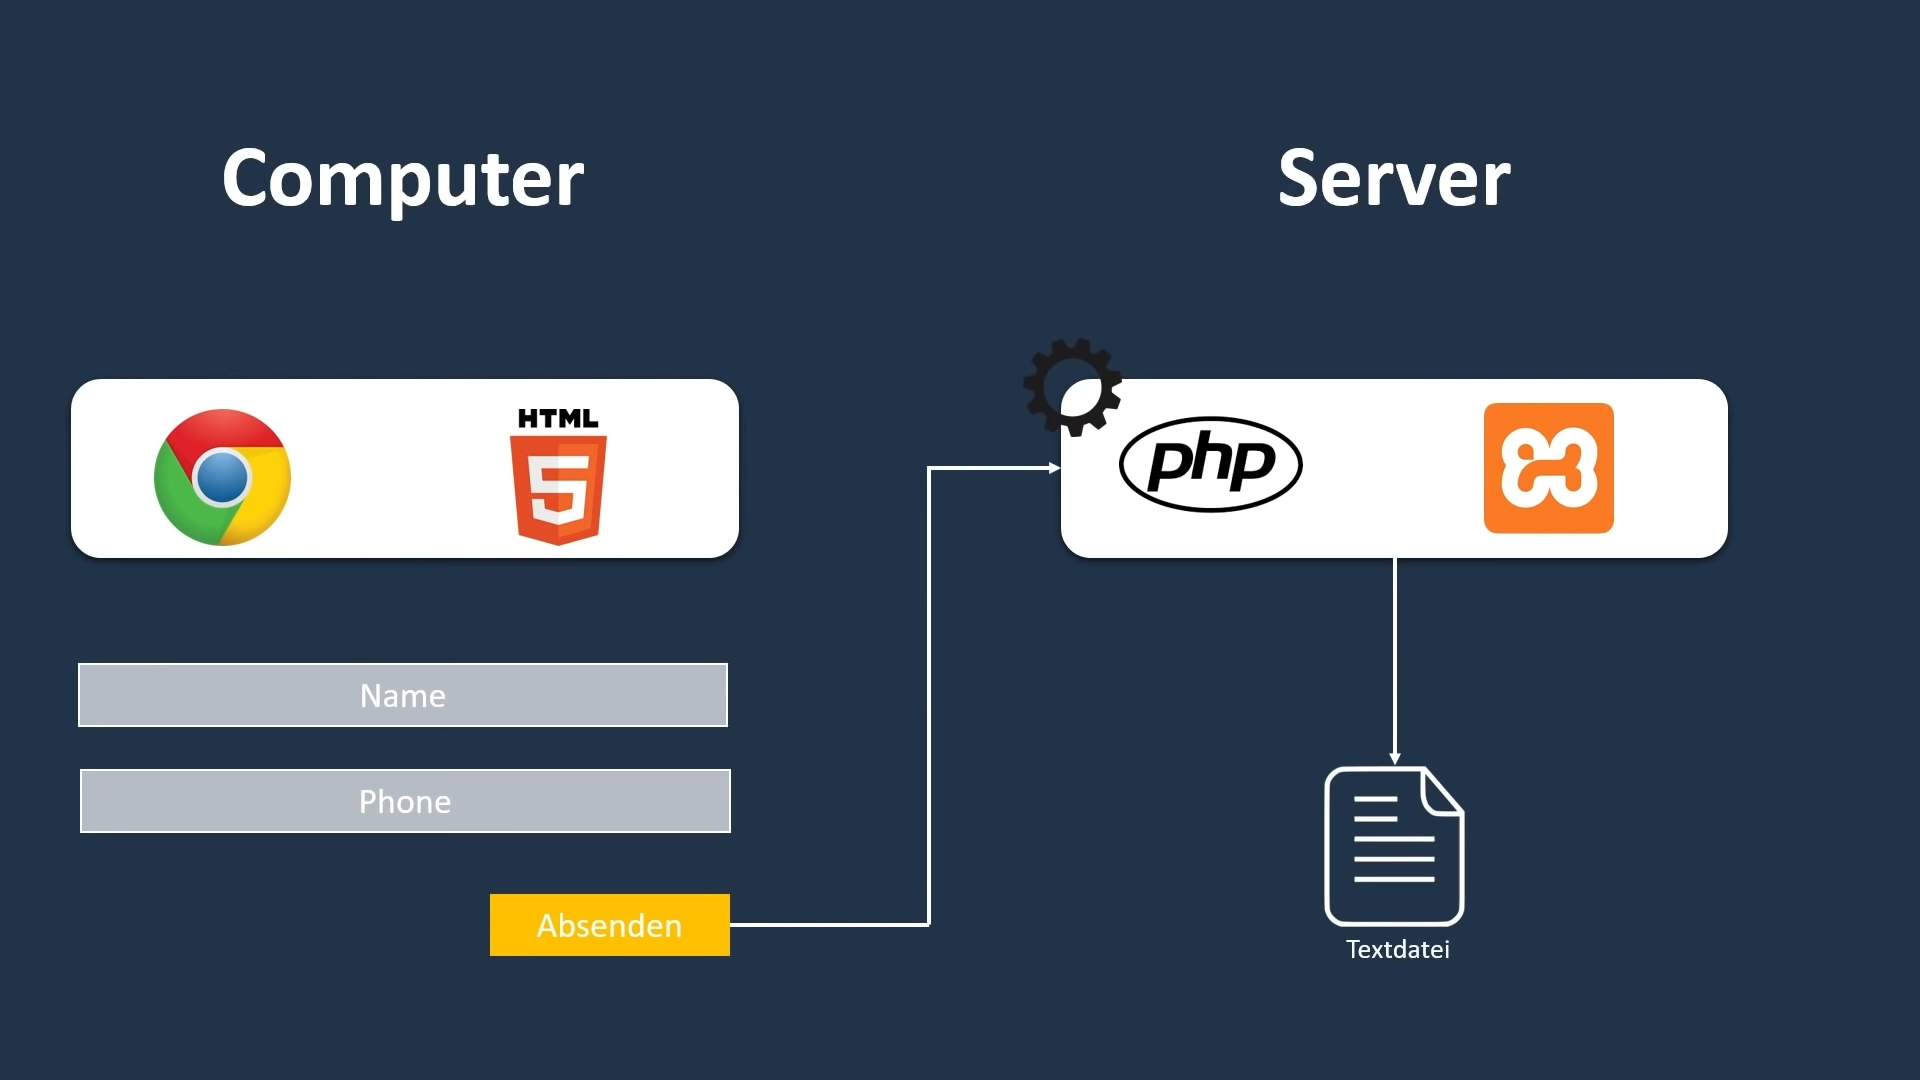 Computer
Server
HTML
5
php
Name
Phone
Absenden
Textdatei